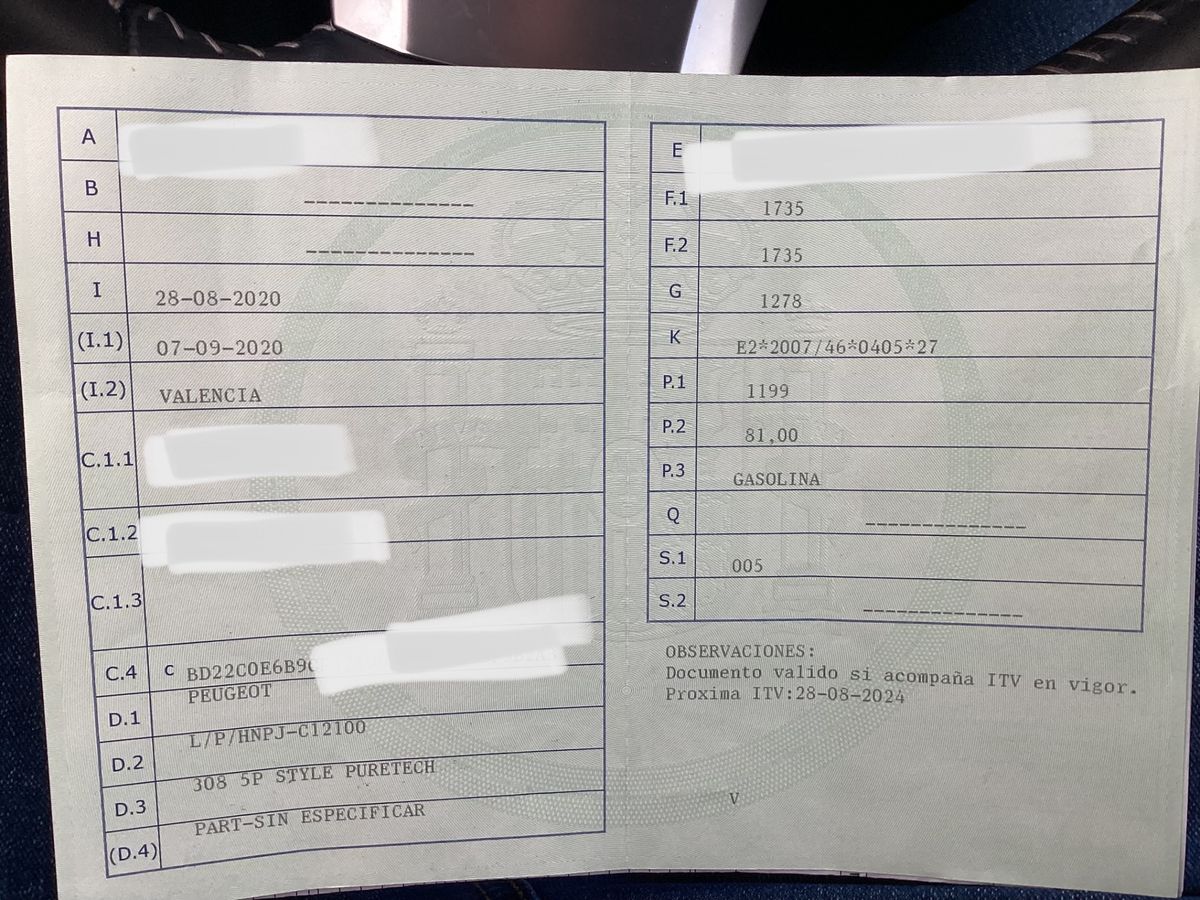 A
B --------------
H --------------
I 28-08-2020
(I.1) 07-09-2020
(I.2) VALENCIA
C.1.1
C.1.2
C.1.3
C.4 C BD22C0E6B9
D.1 PEUGEOT
D.2 L/P/HNPJ-C12100
D.3 308 5P STYLE PURETECH
(D.4) PART-SIN ESPECIFICAR
E
F.1 1735
F.2 1735
G 1278
K E2*2007/46*0405*27
P.1 1199
P.2 81,00
P.3 GASOLINA
Q --------------
S.1 005
S.2 --------------
OBSERVACIONES:
Documento valido si acompaña ITV en vigor.
Proxima ITV:28-08-2024
V